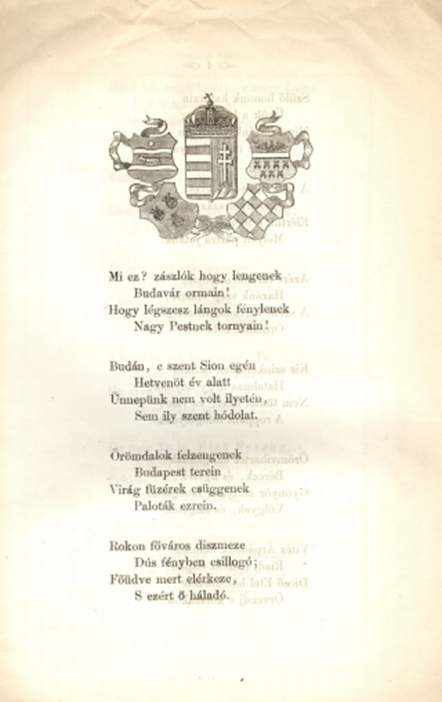 Mi ez? zászlók hogy lengenek
Budavár ormain!
Hogy légszesz lángok fénylenek
Nagy Pestnek tornyain!
Budán, e szent Sion egén
Hetvenöt év alatt
Ünnepünk nem volt ilyetén,
Sem ily szent hódolat.
Örömdalok felzengenek
Budapest terein
Virág füzérek csüggenek
Paloták ezrein.
Rokon főváros diszmeze
Dús fényben csillogó;
Főüdve mert elérkeze,
S ezért ő háladó.